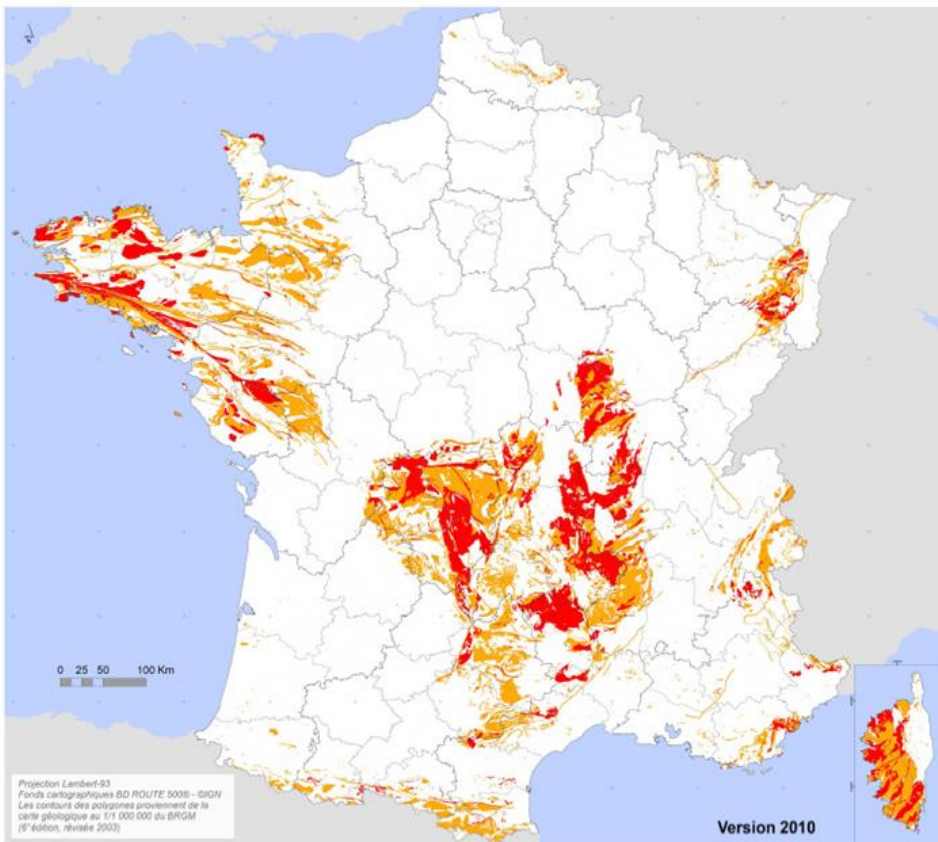 0 25 50 100 Km
Projection Lambert-93
Fonds cartographiques BD ROUTE 500® - ©IGN
Les contours des polygones proviennent de la
carte géologique au 1/1 000 000 du BRGM
(6° édition, révisée 2003)
Version 2010